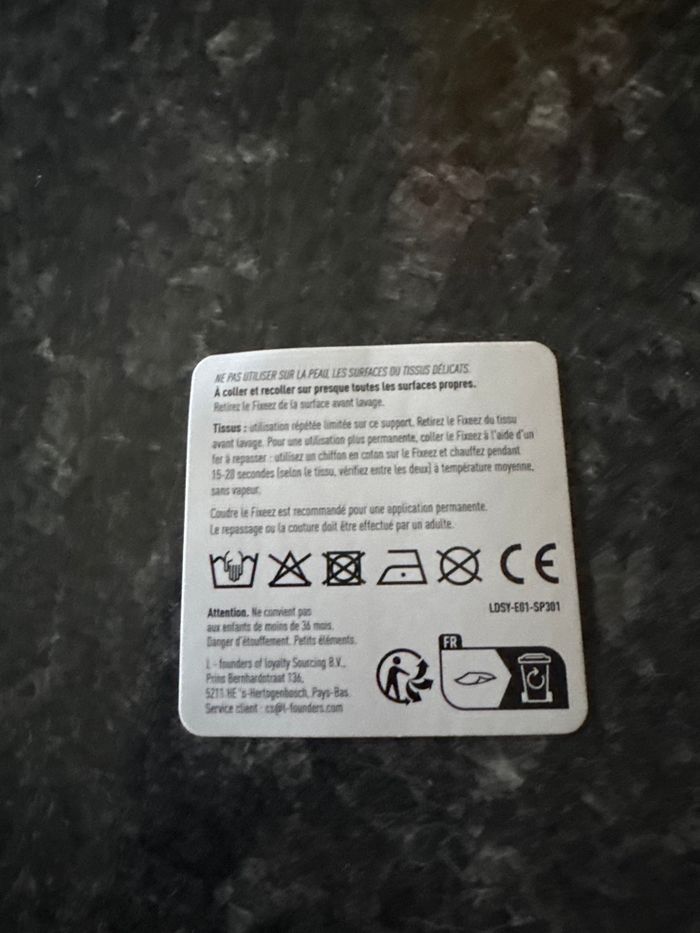 NE PAS UTILISER SUR LA PEAU, LES SURFACES OU TISSUS DÉLICATS.
À coller et recoller sur presque toutes les surfaces propres.
Retirez le Fixeez de la surface avant lavage.
Tissus : utilisation répétée limitée sur ce support. Retirez le Fixeez du tissu
avant lavage. Pour une utilisation plus permanente, coller le Fixeez à l'aide d'un
fer à repasser : utilisez un chiffon en coton sur le Fixeez et chauffez pendant
15-20 secondes (selon le tissu, vérifiez entre les deux) à température moyenne,
sans vapeur.
Coudre le Fixeez est recommandé pour une application permanente.
Le repassage ou la couture doit être effectué par un adulte.
CE
LDSY-E01-SP301
Attention. Ne convient pas
aux enfants de moins de 36 mois.
Danger d'étouffement. Petits éléments.
L - founders of loyalty Sourcing B.V.,
Prins Bernhardstraat 136,
5211 HE 's-Hertogenbosch, Pays-Bas
Service client : cs@l-founders.com
FR